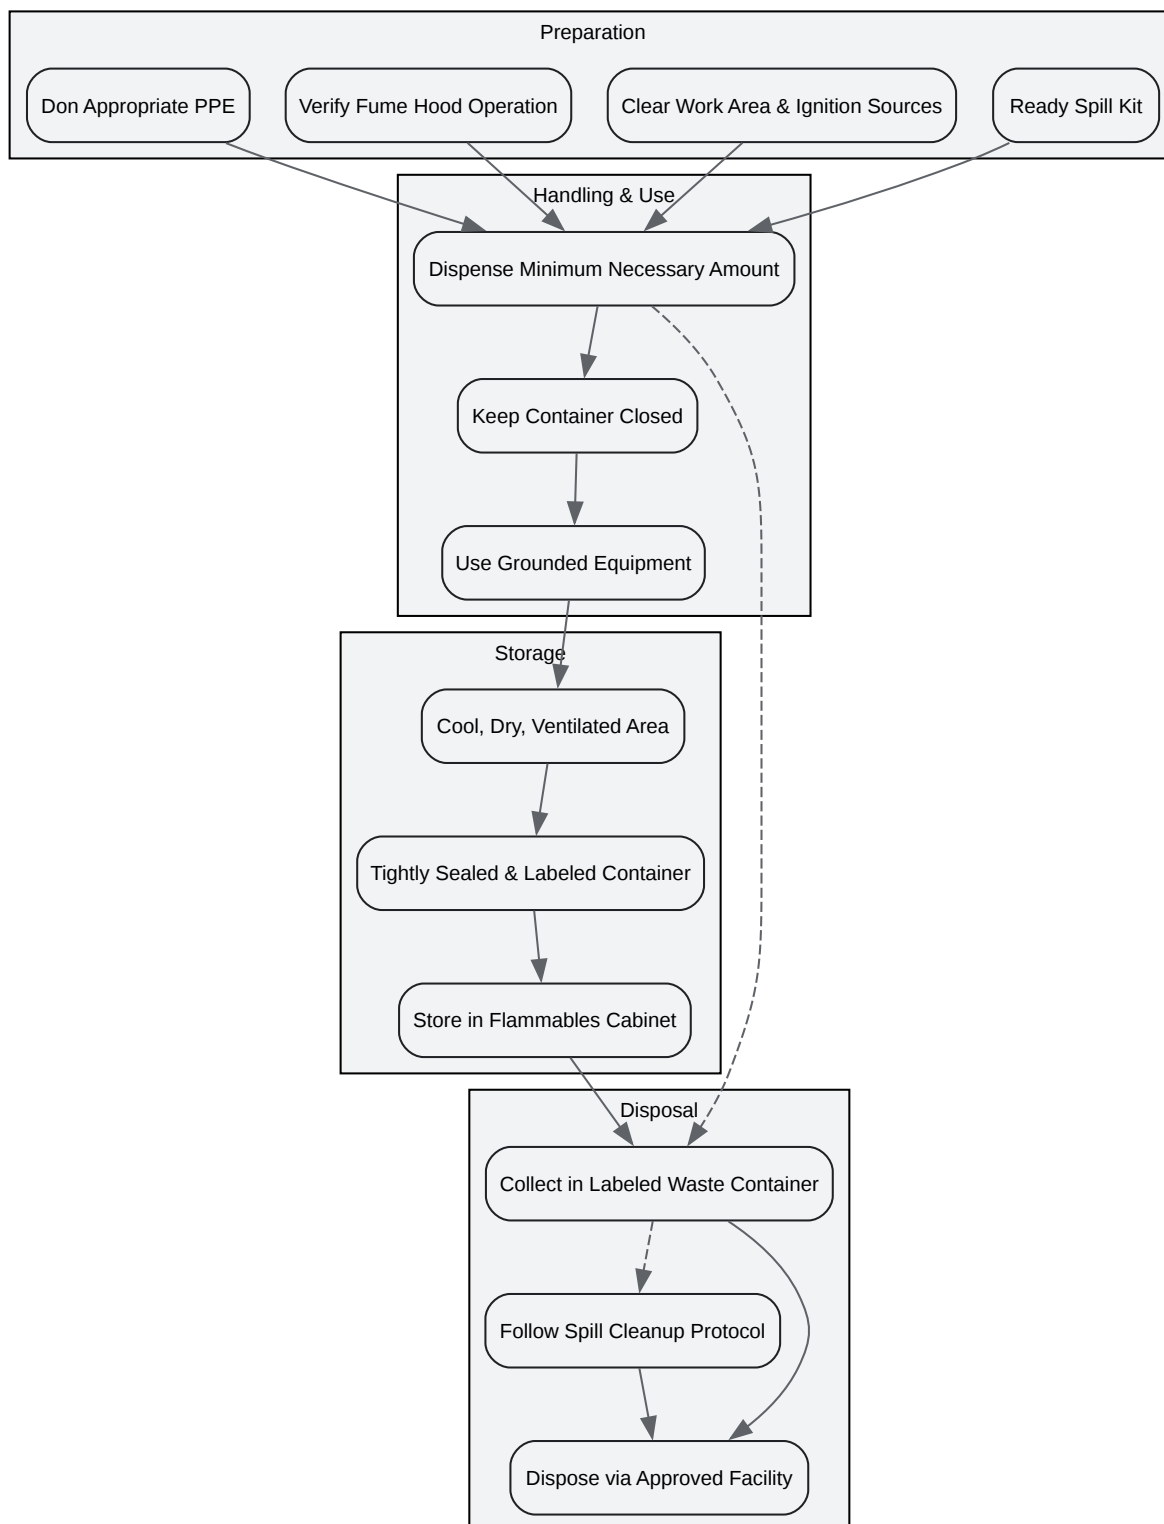 Preparation
Don Appropriate PPE
Verify Fume Hood Operation
Clear Work Area & Ignition Sources
Ready Spill Kit
Handling & Use
Dispense Minimum Necessary Amount
Keep Container Closed
Use Grounded Equipment
Storage
Cool, Dry, Ventilated Area
Tightly Sealed & Labeled Container
Store in Flammables Cabinet
Disposal
Collect in Labeled Waste Container
Follow Spill Cleanup Protocol
Dispose via Approved Facility